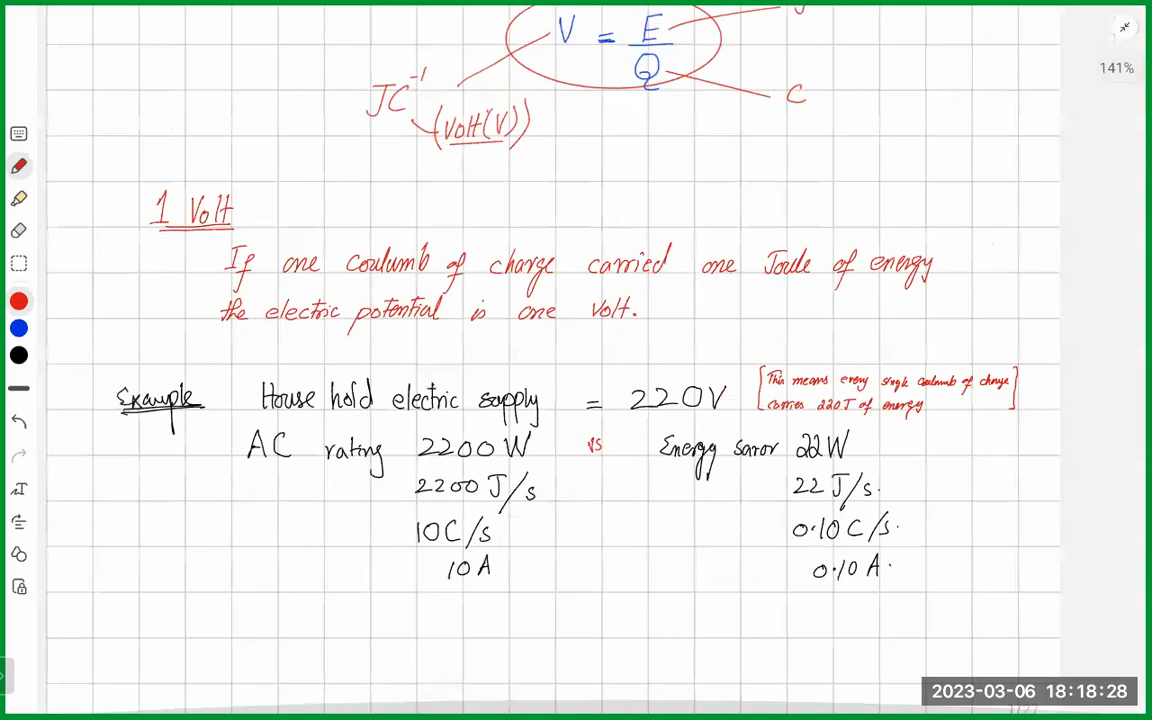 V = E
Q
JC⁻¹
C
(Volt(V))
141%
1 Volt
If one coulamb of charge carried one Joule of energy
the electric potential is one Volt.
Example House hold electric supply = 220V [This means every single coulamb of charge
carries 220J of energy]
AC rating 2200W vs Energy savor 22W
2200 J/s 22 J/s.
10C/s 0.10 C/s.
10A 0.10 A.
2023-03-06 18:18:28